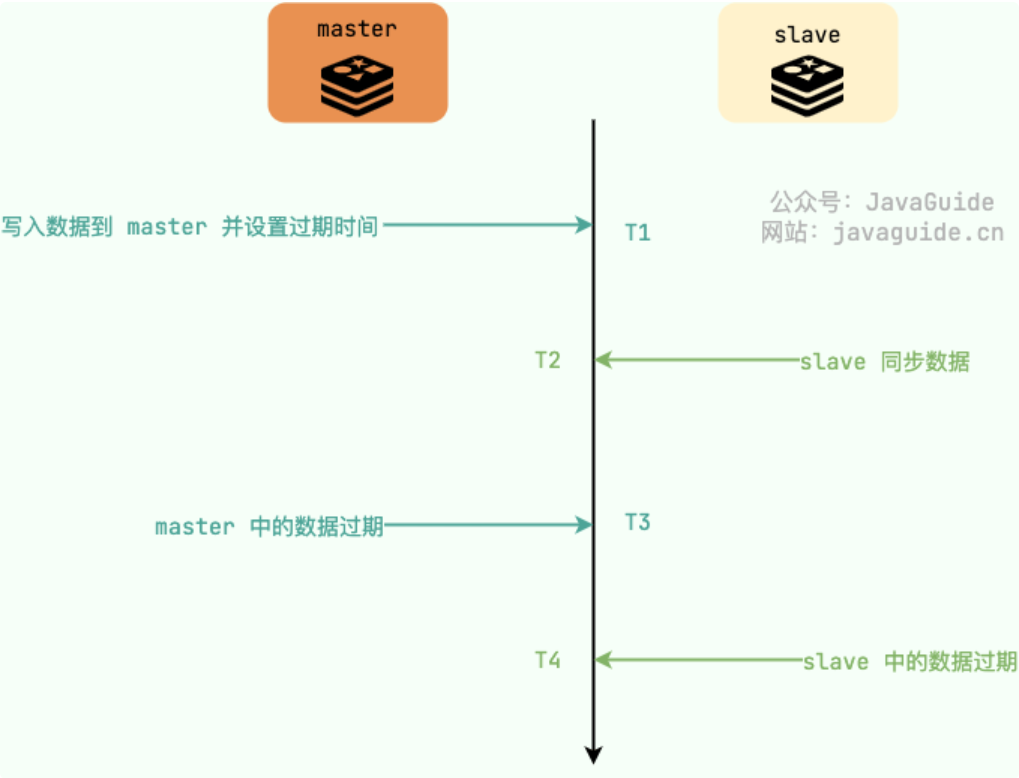 master
slave
公众号：JavaGuide
网站：javaguide.cn
写入数据到 master 并设置过期时间
T1
T2
slave 同步数据
master 中的数据过期
T3
T4
slave 中的数据过期